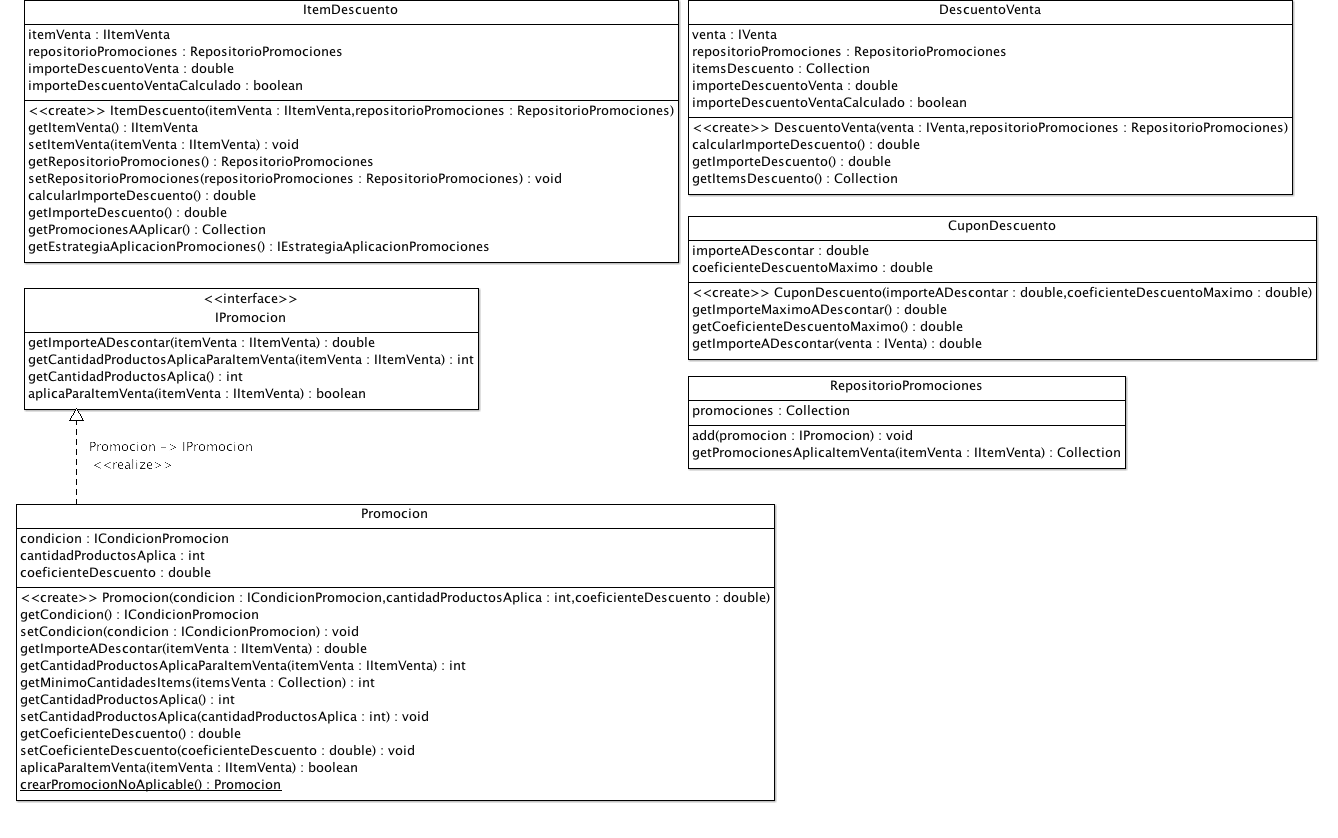 ItemDescuento
itemVenta : IItemVenta
repositorioPromociones : RepositorioPromociones
importeDescuentoVenta : double
importeDescuentoVentaCalculado : boolean
<<create>> ItemDescuento(itemVenta : IItemVenta,repositorioPromociones : RepositorioPromociones)
getItemVenta() : IItemVenta
setItemVenta(itemVenta : IItemVenta) : void
getRepositorioPromociones() : RepositorioPromociones
setRepositorioPromociones(repositorioPromociones : RepositorioPromociones) : void
calcularImporteDescuento() : double
getImporteDescuento() : double
getPromocionesAAplicar() : Collection
getEstrategiaAplicacionPromociones() : IEstrategiaAplicacionPromociones
DescuentoVenta
venta : IVenta
repositorioPromociones : RepositorioPromociones
itemsDescuento : Collection
importeDescuentoVenta : double
importeDescuentoVentaCalculado : boolean
<<create>> DescuentoVenta(venta : IVenta,repositorioPromociones : RepositorioPromociones)
calcularImporteDescuento() : double
getImporteDescuento() : double
getItemsDescuento() : Collection
CuponDescuento
importeADescontar : double
coeficienteDescuentoMaximo : double
<<create>> CuponDescuento(importeADescontar : double,coeficienteDescuentoMaximo : double)
getImporteMaximoADescontar() : double
getCoeficienteDescuentoMaximo() : double
getImporteADescontar(venta : IVenta) : double
<<interface>>
IPromocion
getImporteADescontar(itemVenta : IItemVenta) : double
getCantidadProductosAplicaParaItemVenta(itemVenta : IItemVenta) : int
getCantidadProductosAplica() : int
aplicaParaItemVenta(itemVenta : IItemVenta) : boolean
RepositorioPromociones
promociones : Collection
add(promocion : IPromocion) : void
getPromocionesAplicaItemVenta(itemVenta : IItemVenta) : Collection
Promocion -> IPromocion
<<realize>>
Promocion
condicion : ICondicionPromocion
cantidadProductosAplica : int
coeficienteDescuento : double
<<create>> Promocion(condicion : ICondicionPromocion,cantidadProductosAplica : int,coeficienteDescuento : double)
getCondicion() : ICondicionPromocion
setCondicion(condicion : ICondicionPromocion) : void
getImporteADescontar(itemVenta : IItemVenta) : double
getCantidadProductosAplicaParaItemVenta(itemVenta : IItemVenta) : int
getMinimoCantidadesItems(itemsVenta : Collection) : int
getCantidadProductosAplica() : int
setCantidadProductosAplica(cantidadProductosAplica : int) : void
getCoeficienteDescuento() : double
setCoeficienteDescuento(coeficienteDescuento : double) : void
aplicaParaItemVenta(itemVenta : IItemVenta) : boolean
crearPromocionNoAplicable() : Promocion